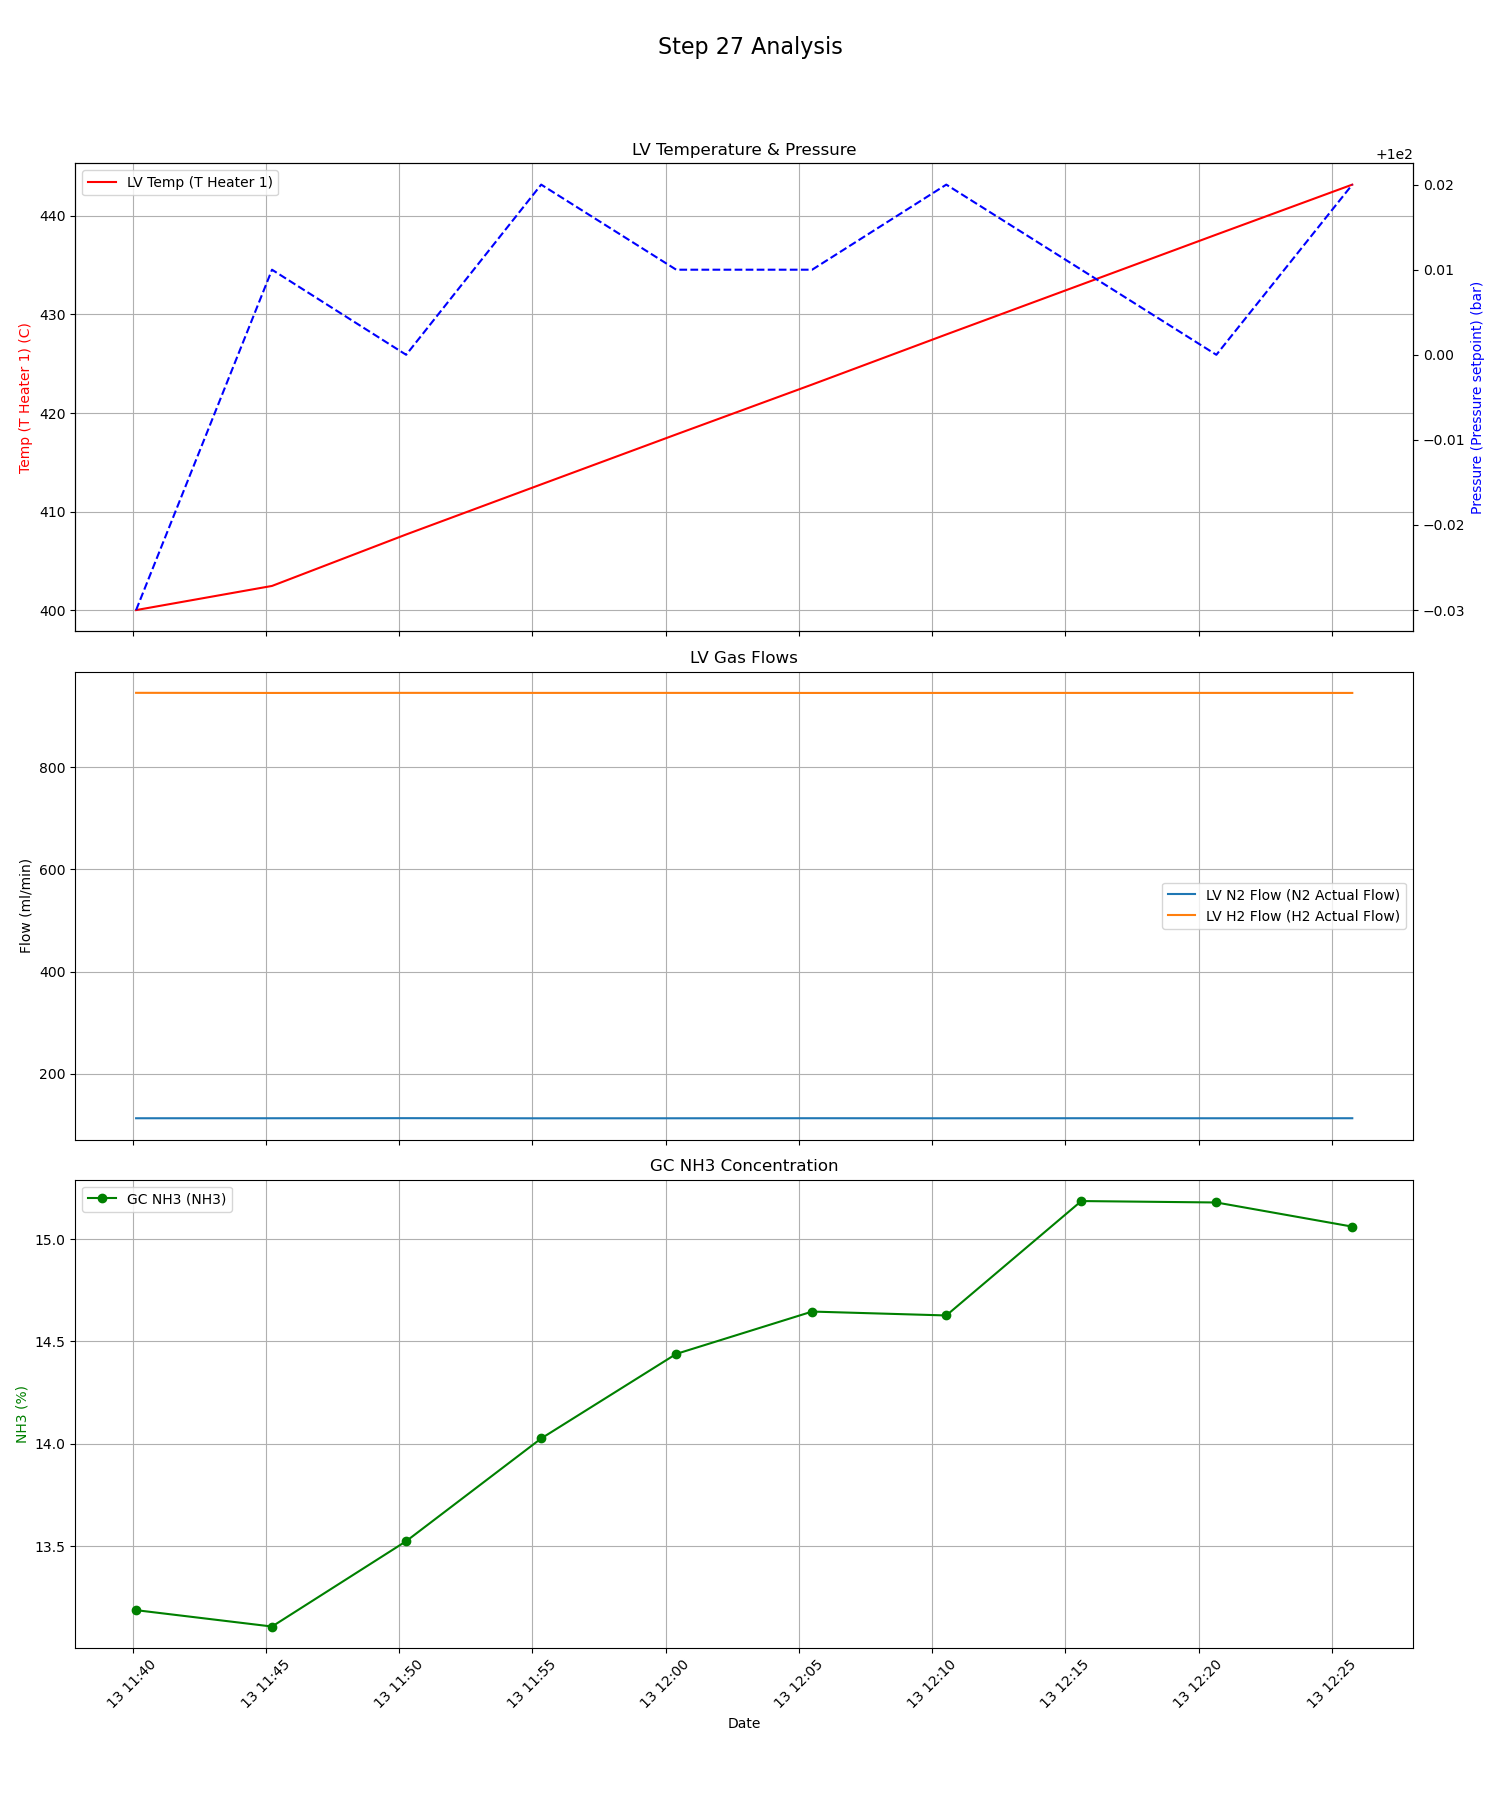 Step 27 Analysis
LV Temperature & Pressure
+1e2
LV Temp (T Heater 1)
Temp (T Heater 1) (C)
440
430
420
410
400
0.02
0.01
0.00
−0.01
−0.02
−0.03
Pressure (Pressure setpoint) (bar)
LV Gas Flows
Flow (ml/min)
800
600
400
200
LV N2 Flow (N2 Actual Flow)
LV H2 Flow (H2 Actual Flow)
GC NH3 Concentration
GC NH3 (NH3)
NH3 (%)
15.0
14.5
14.0
13.5
13 11:40
13 11:45
13 11:50
13 11:55
13 12:00
13 12:05
13 12:10
13 12:15
13 12:20
13 12:25
Date